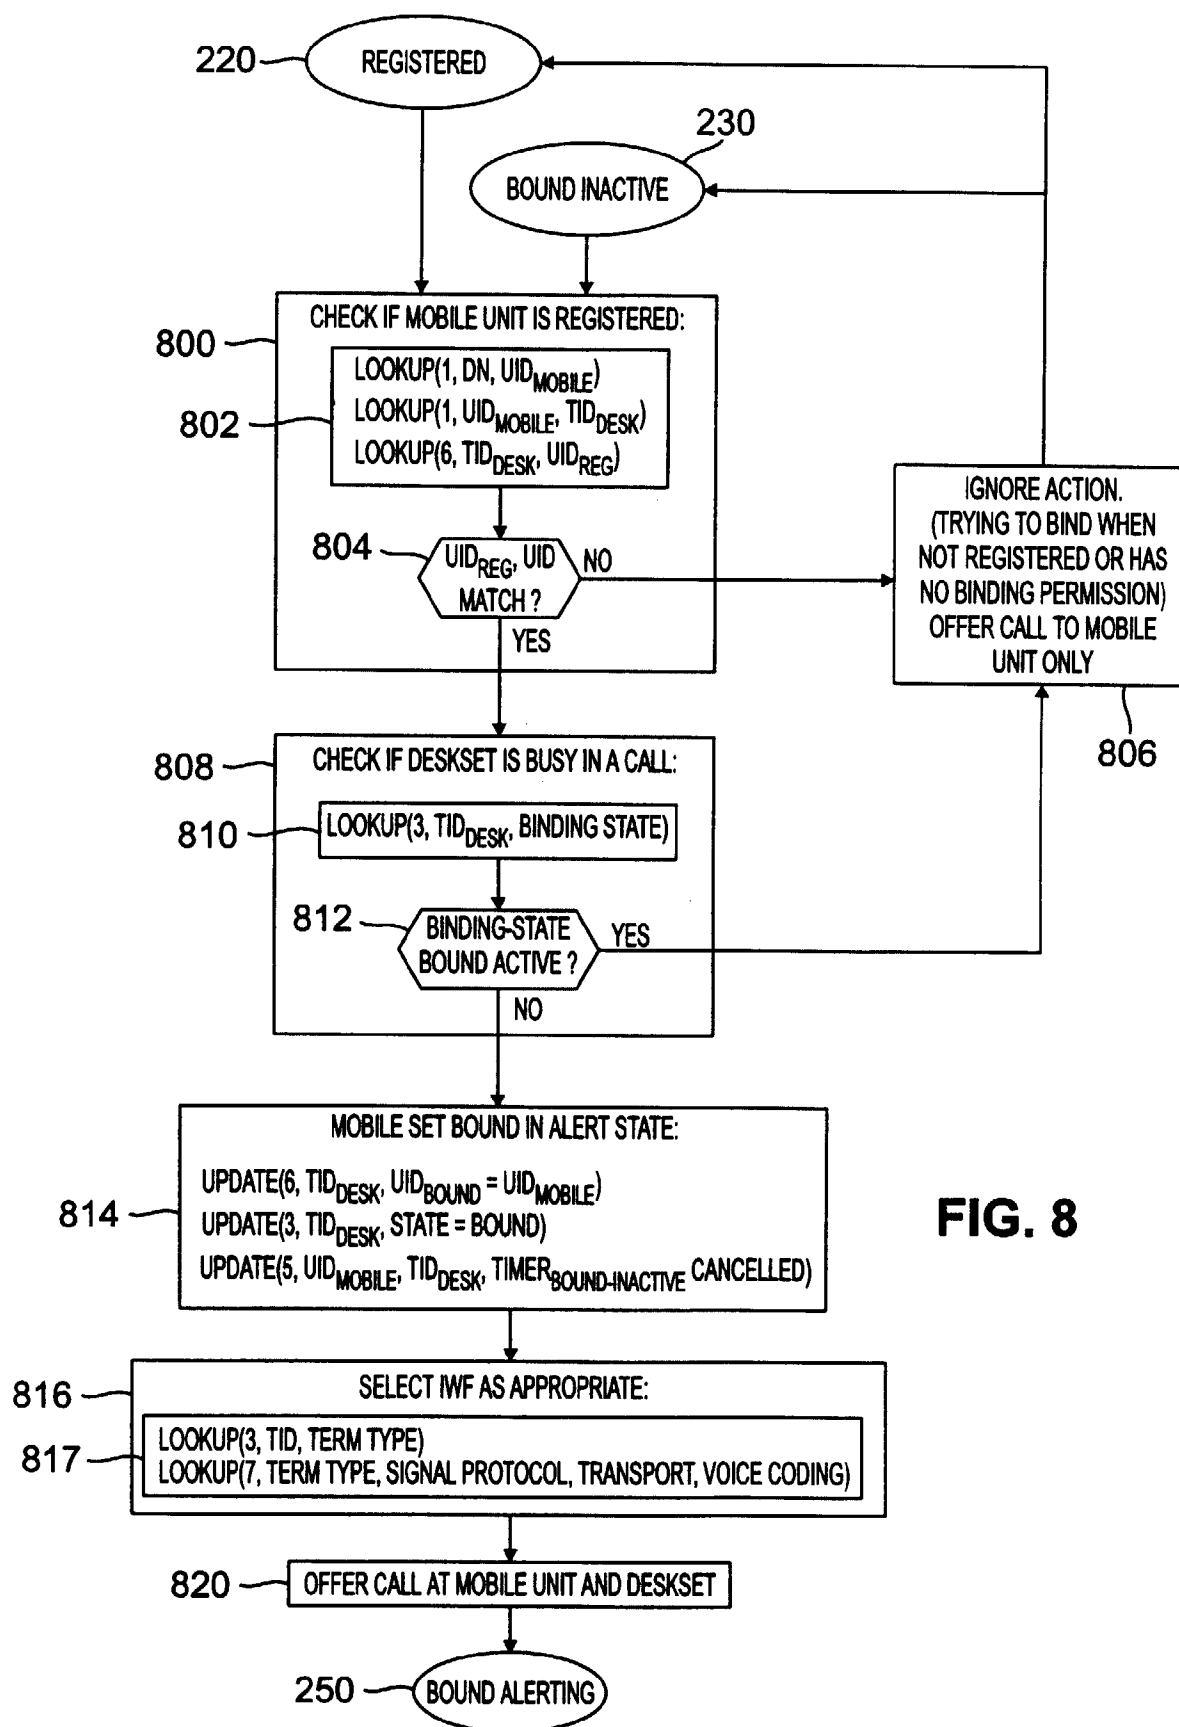 220
REGISTERED
230
BOUND INACTIVE
800
CHECK IF MOBILE UNIT IS REGISTERED:
802
LOOKUP(1, DN, UIDMOBILE)
LOOKUP(1, UIDMOBILE, TIDDESK)
LOOKUP(6, TIDDESK, UIDREG)
804
UIDREG, UID
MATCH ?
NO
YES
IGNORE ACTION.
(TRYING TO BIND WHEN
NOT REGISTERED OR HAS
NO BINDING PERMISSION)
OFFER CALL TO MOBILE
UNIT ONLY
806
808
CHECK IF DESKSET IS BUSY IN A CALL:
810
LOOKUP(3, TIDDESK, BINDING STATE)
812
BINDING-STATE
BOUND ACTIVE ?
YES
NO
814
MOBILE SET BOUND IN ALERT STATE:
UPDATE(6, TIDDESK, UIDBOUND = UIDMOBILE)
UPDATE(3, TIDDESK, STATE = BOUND)
UPDATE(5, UIDMOBILE, TIDDESK, TIMERBOUND-INACTIVE CANCELLED)
FIG. 8
816
SELECT IWF AS APPROPRIATE:
817
LOOKUP(3, TID, TERM TYPE)
LOOKUP(7, TERM TYPE, SIGNAL PROTOCOL, TRANSPORT, VOICE CODING)
820
OFFER CALL AT MOBILE UNIT AND DESKSET
250
BOUND ALERTING